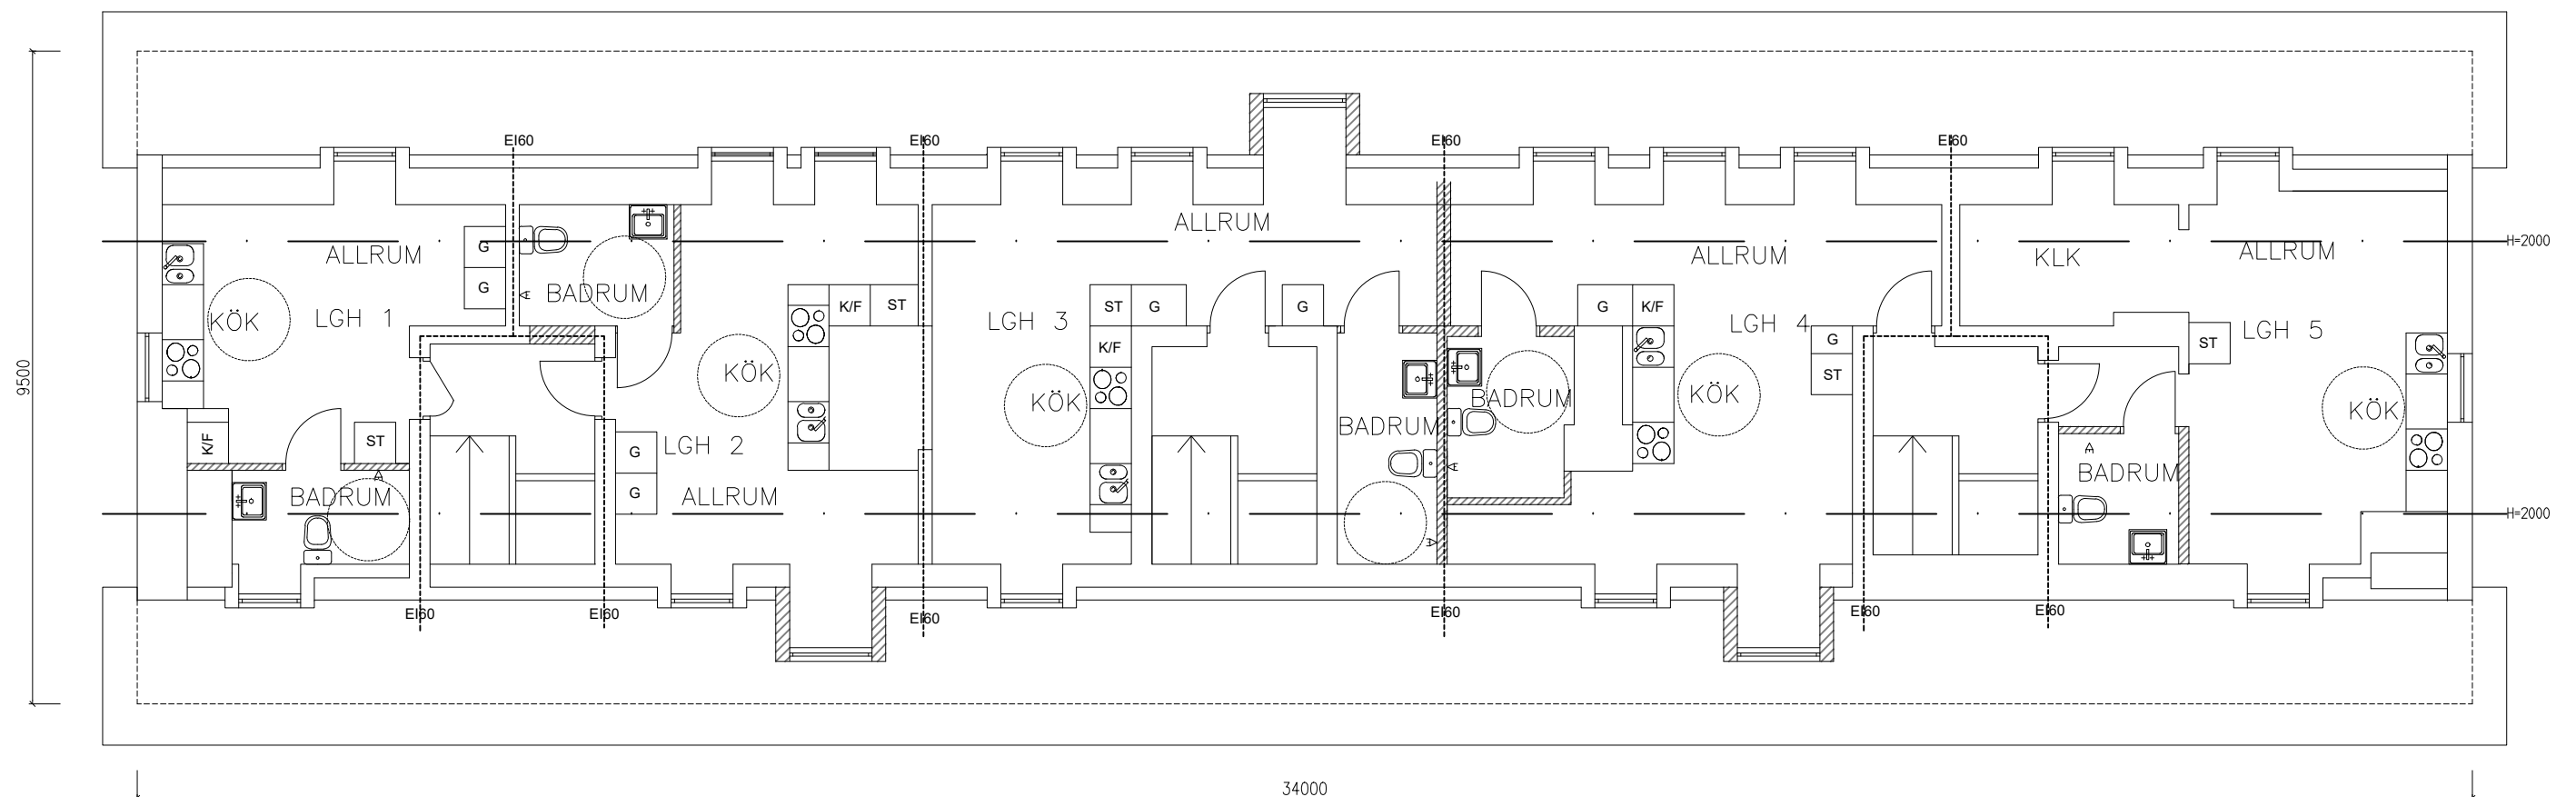 EI60 EI60 EI60 EI60
ALLRUM
ALLRUM G ALLRUM KLK ALLRUM H=2000
G BADRUM
KÖK LGH 1 K/F ST ST G G G K/F
LGH 3 LGH 4 LGH 5
G ST
K/F
9500
KÖK KÖK KÖK KÖK
ST
K/F ST G LGH 2 BADRUM BADRUM
BADRUM
G ALLRUM
BADRUM
H=2000
EI60 EI60 EI60 EI60 EI60 EI60
34000